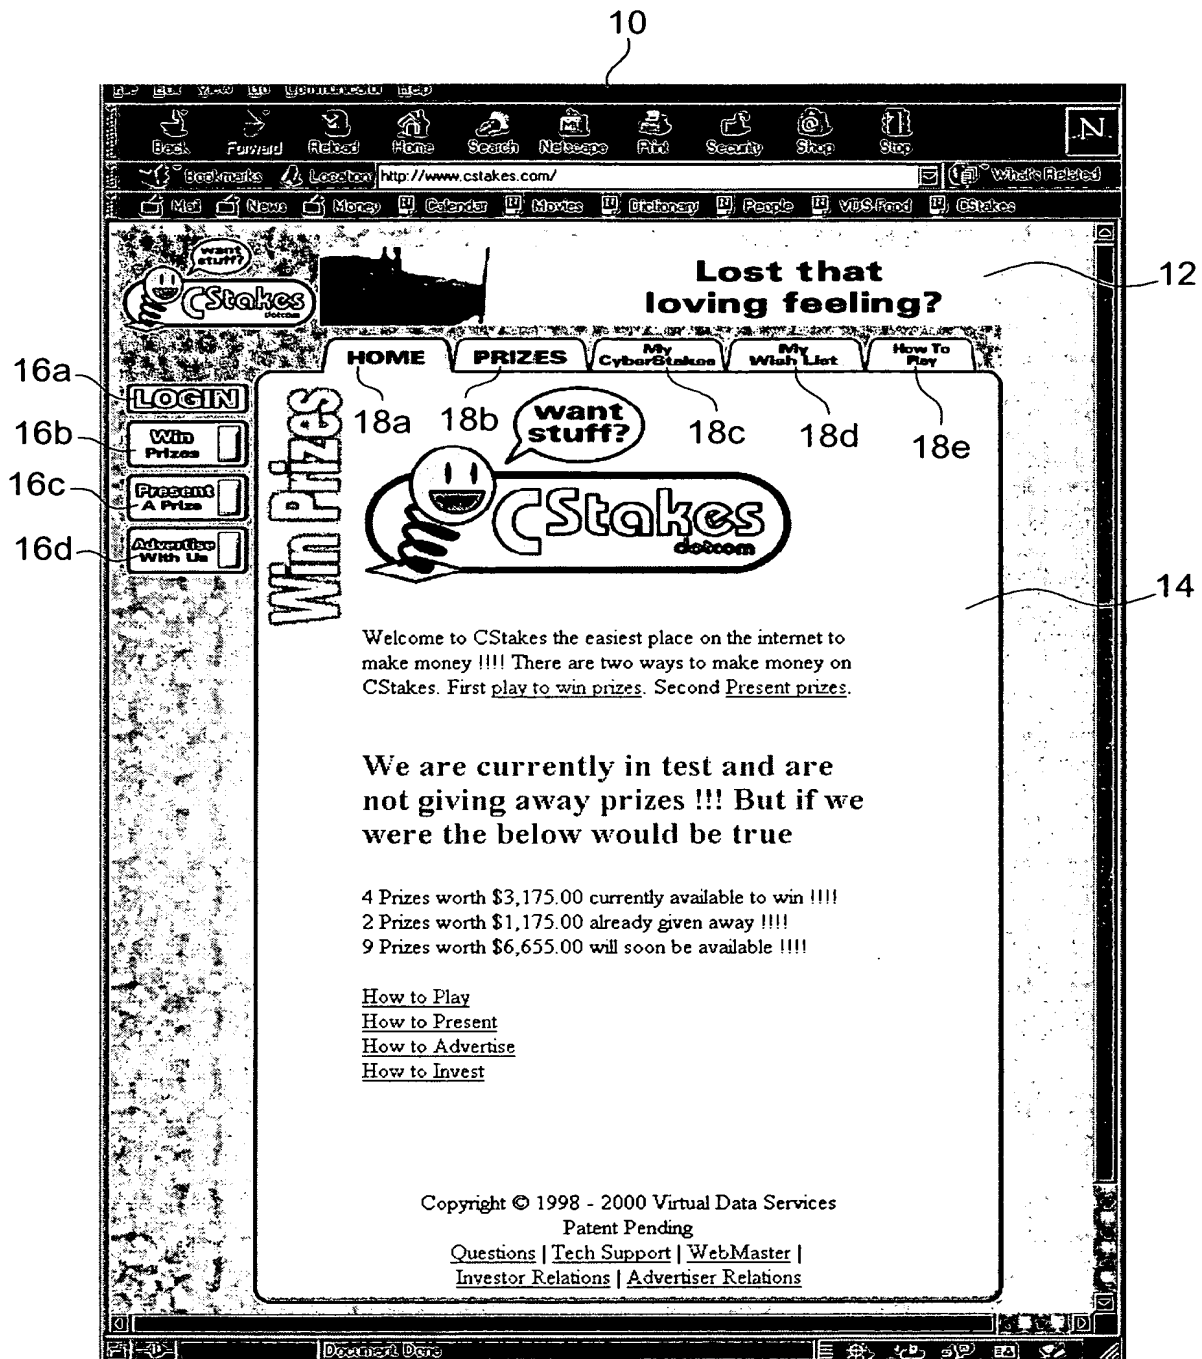 10
File Edit View Go Communicator Help
Back Forward Reload Home Search Netscape Print Security Shop Stop
N
Bookmarks Location http://www.cstakes.com/ What's Related
Mail News Money Calendar Movies Dictionary People VDS-Food CStakes
want stuff?
CStakes
dotcom
Lost that
loving feeling?
12
HOME PRIZES My CyberStakes My Wish List How To Play
18a 18b 18c 18d 18e
16a LOGIN
16b Win Prizes
16c Present A Prize
16d Advertise With Us
Win Prizes
want
stuff?
CStakes
dotcom
14
Welcome to CStakes the easiest place on the internet to
make money !!!! There are two ways to make money on
CStakes. First play to win prizes. Second Present prizes.
We are currently in test and are
not giving away prizes !!! But if we
were the below would be true
4 Prizes worth $3,175.00 currently available to win !!!!
2 Prizes worth $1,175.00 already given away !!!!
9 Prizes worth $6,655.00 will soon be available !!!!
How to Play
How to Present
How to Advertise
How to Invest
Copyright © 1998 - 2000 Virtual Data Services
Patent Pending
Questions | Tech Support | WebMaster |
Investor Relations | Advertiser Relations
Document Done